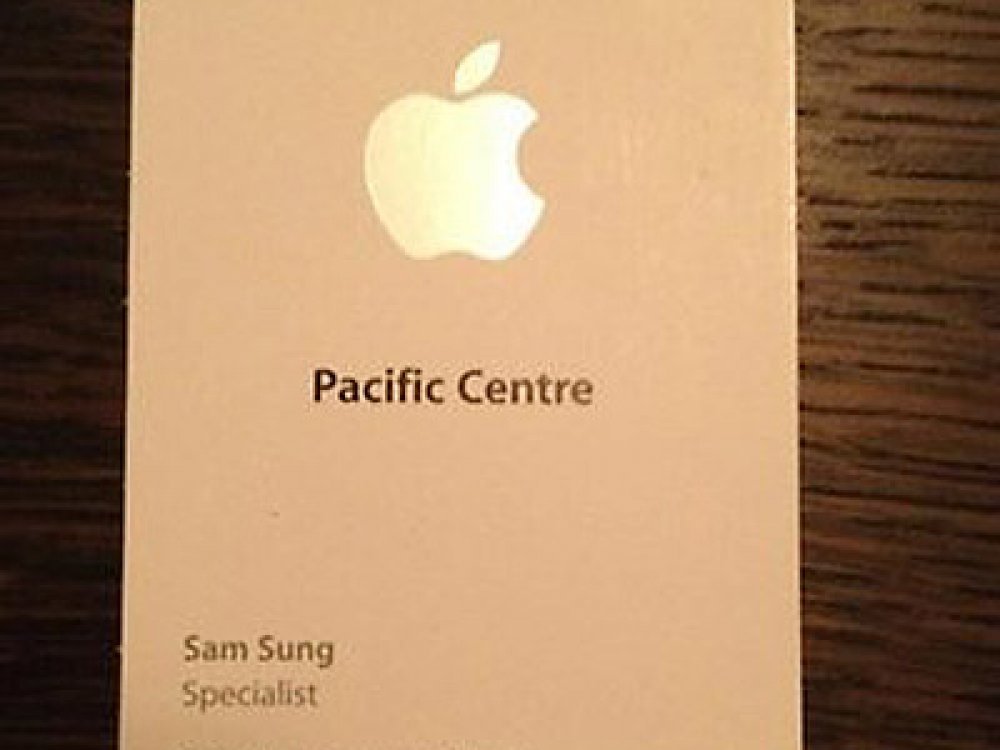 Pacific Centre
Sam Sung
Specialist